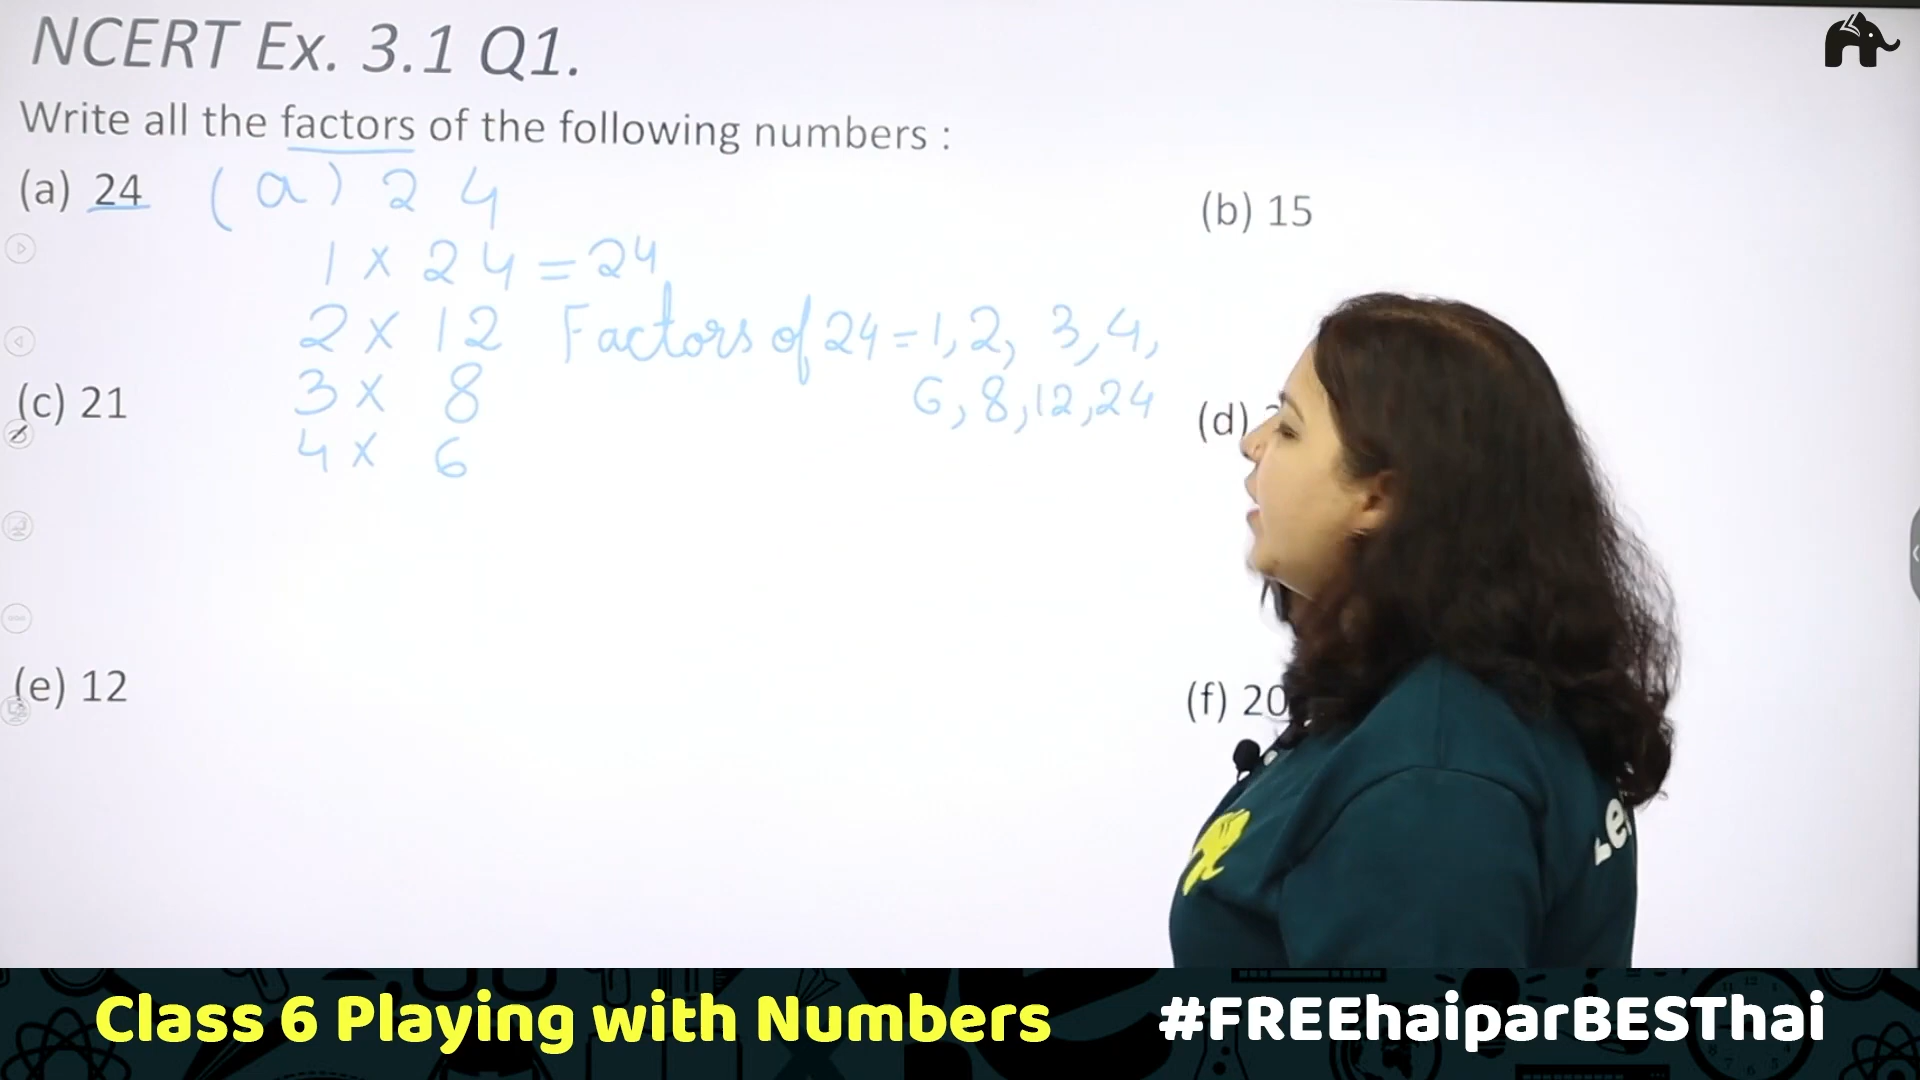 NCERT Ex. 3.1 Q1.
Write all the factors of the following numbers :
(a) 24 (a) 24
(b) 15
1 × 24 = 24
2 × 12 Factors of 24 = 1, 2, 3, 4,
3 × 8 6, 8, 12, 24
(c) 21
(d)
4 × 6
(e) 12
(f) 20
Le
Class 6 Playing with Numbers #FREEhaiparBESThai